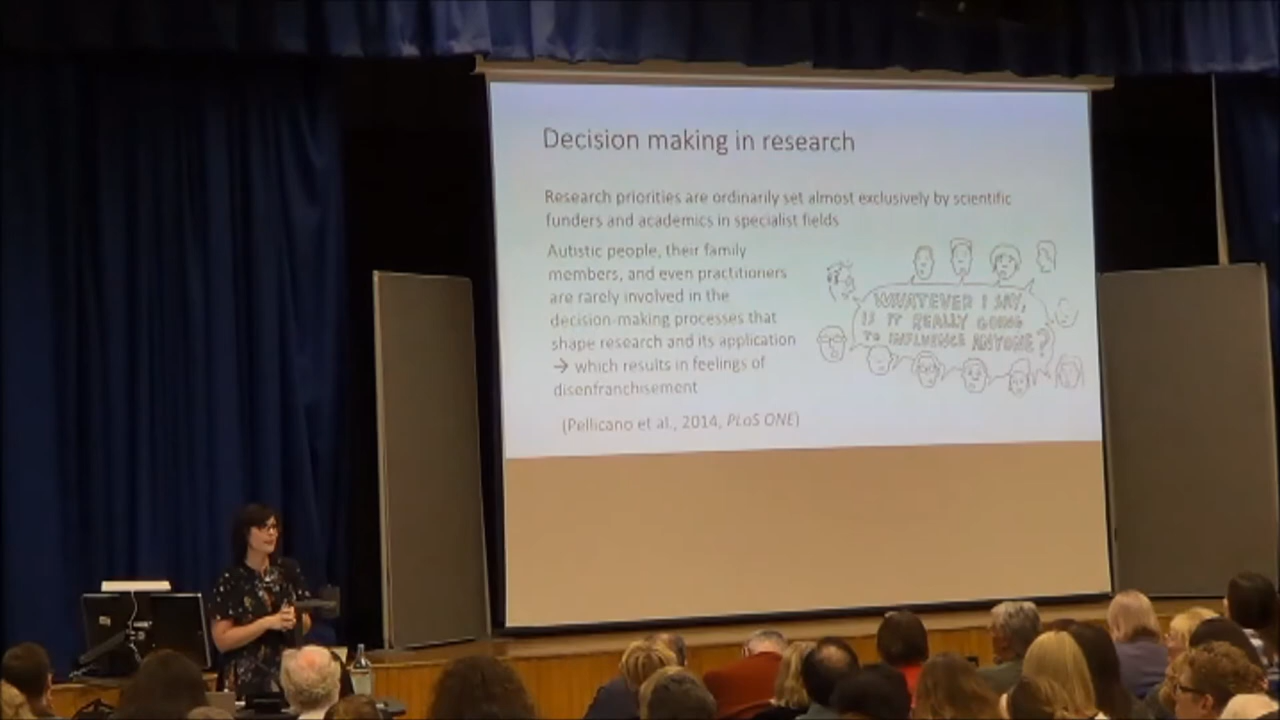 Decision making in research
Research priorities are ordinarily set almost exclusively by scientific
funders and academics in specialist fields
Autistic people, their family
members, and even practitioners
are rarely involved in the
decision-making processes that
shape research and its application
→ which results in feelings of
disenfranchisement
(Pellicano et al., 2014, PLoS ONE)
WHATEVER I SAY,
IS IT REALLY GOING
TO INFLUENCE ANYONE?